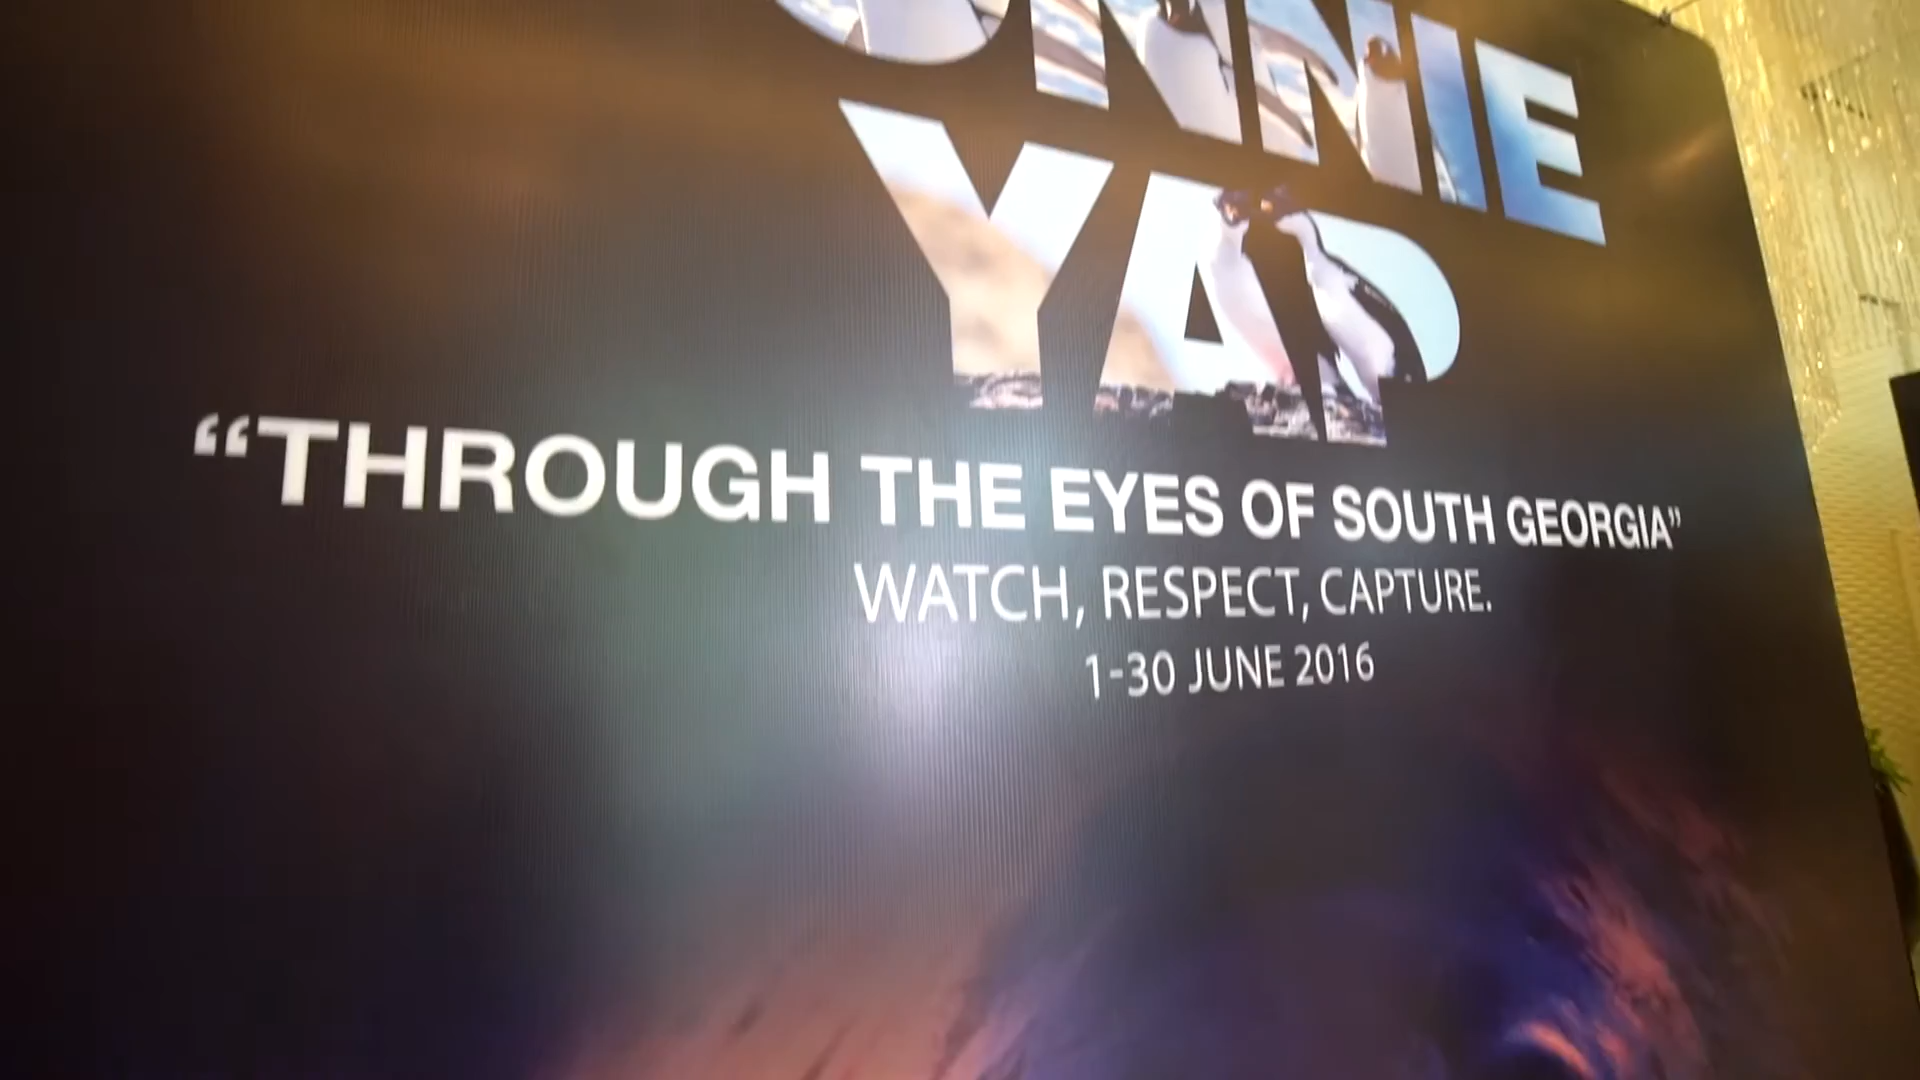 YAP
“THROUGH THE EYES OF SOUTH GEORGIA”
WATCH, RESPECT, CAPTURE.
1-30 JUNE 2016